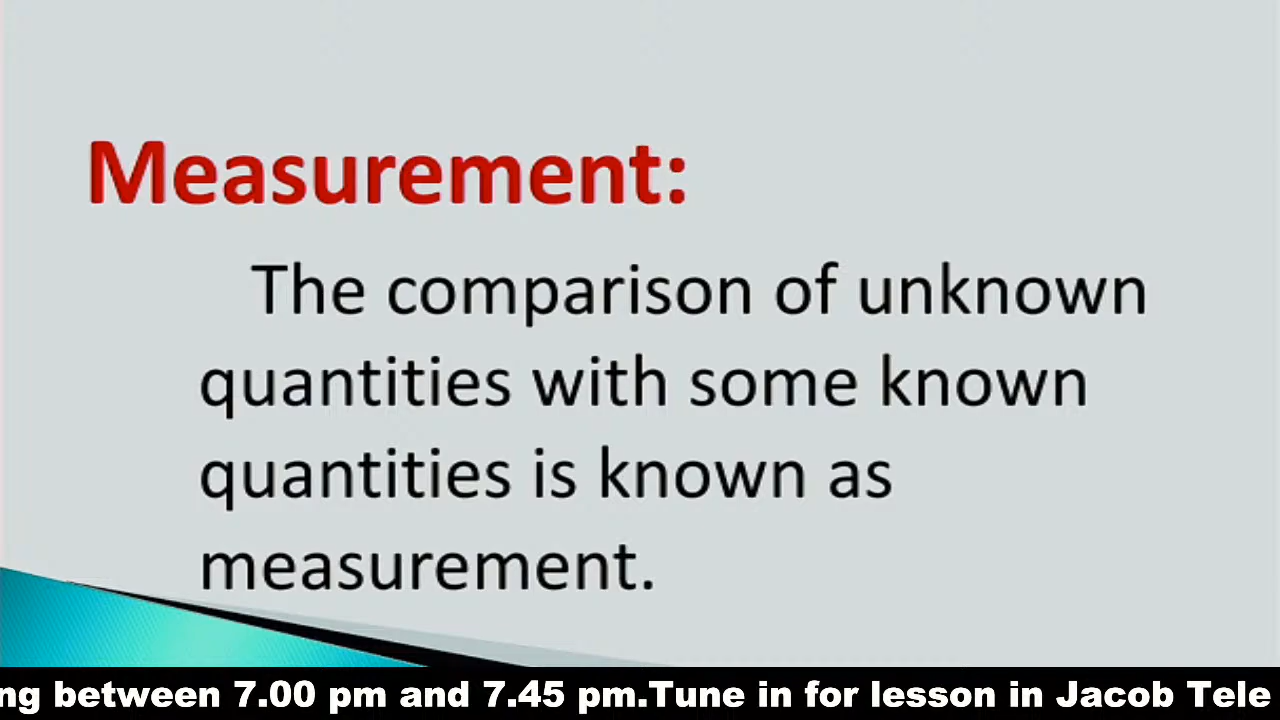 Measurement:
The comparison of unknown
quantities with some known
quantities is known as
measurement.
ng between 7.00 pm and 7.45 pm.Tune in for lesson in Jacob Tele